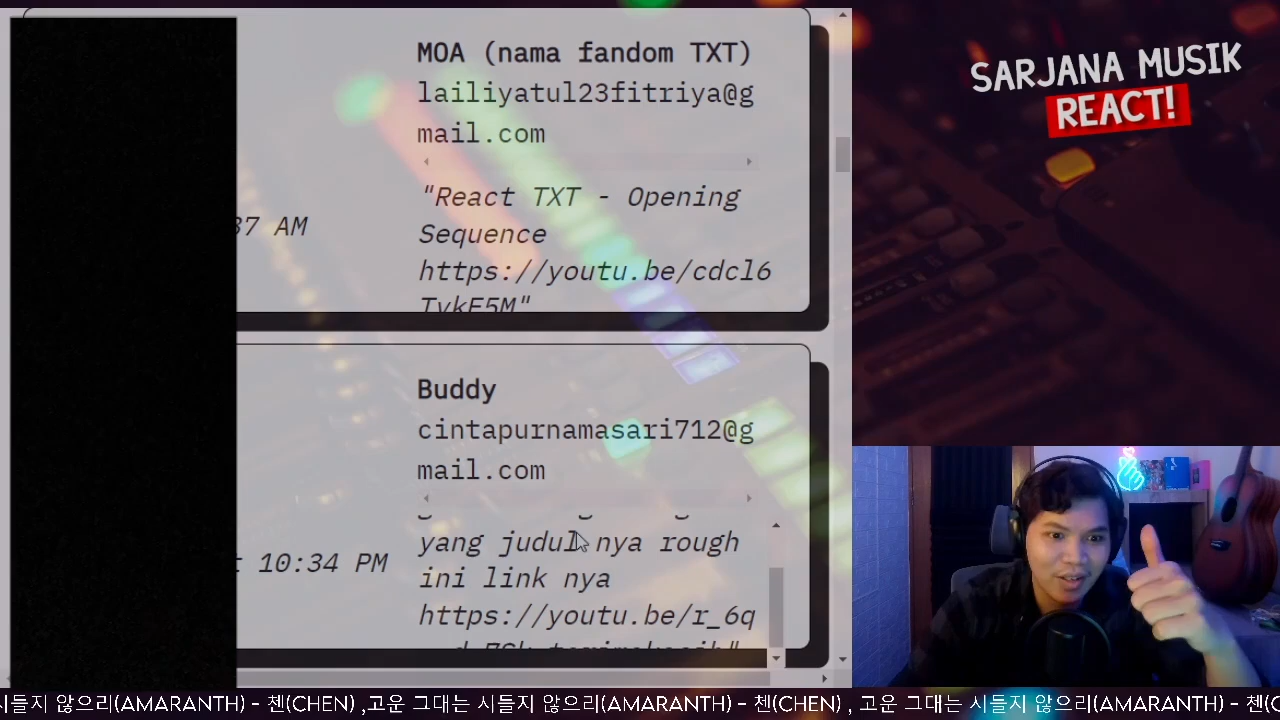 MOA (nama fandom TXT)
lailiyatul23fitriya@g
mail.com
"React TXT - Opening
Sequence
https://youtu.be/cdcl6
TvkE5M"
37 AM
Buddy
cintapurnamasari712@g
mail.com
yang judul nya rough
ini link nya
https://youtu.be/r_6q
10:34 PM
SARJANA MUSIK
REACT!
시들지 않으리(AMARANTH) - 첸(CHEN) ,고운 그대는 시들지 않으리(AMARANTH) - 첸(CHEN) , 고운 그대는 시들지 않으리(AMARANTH) - 첸(C